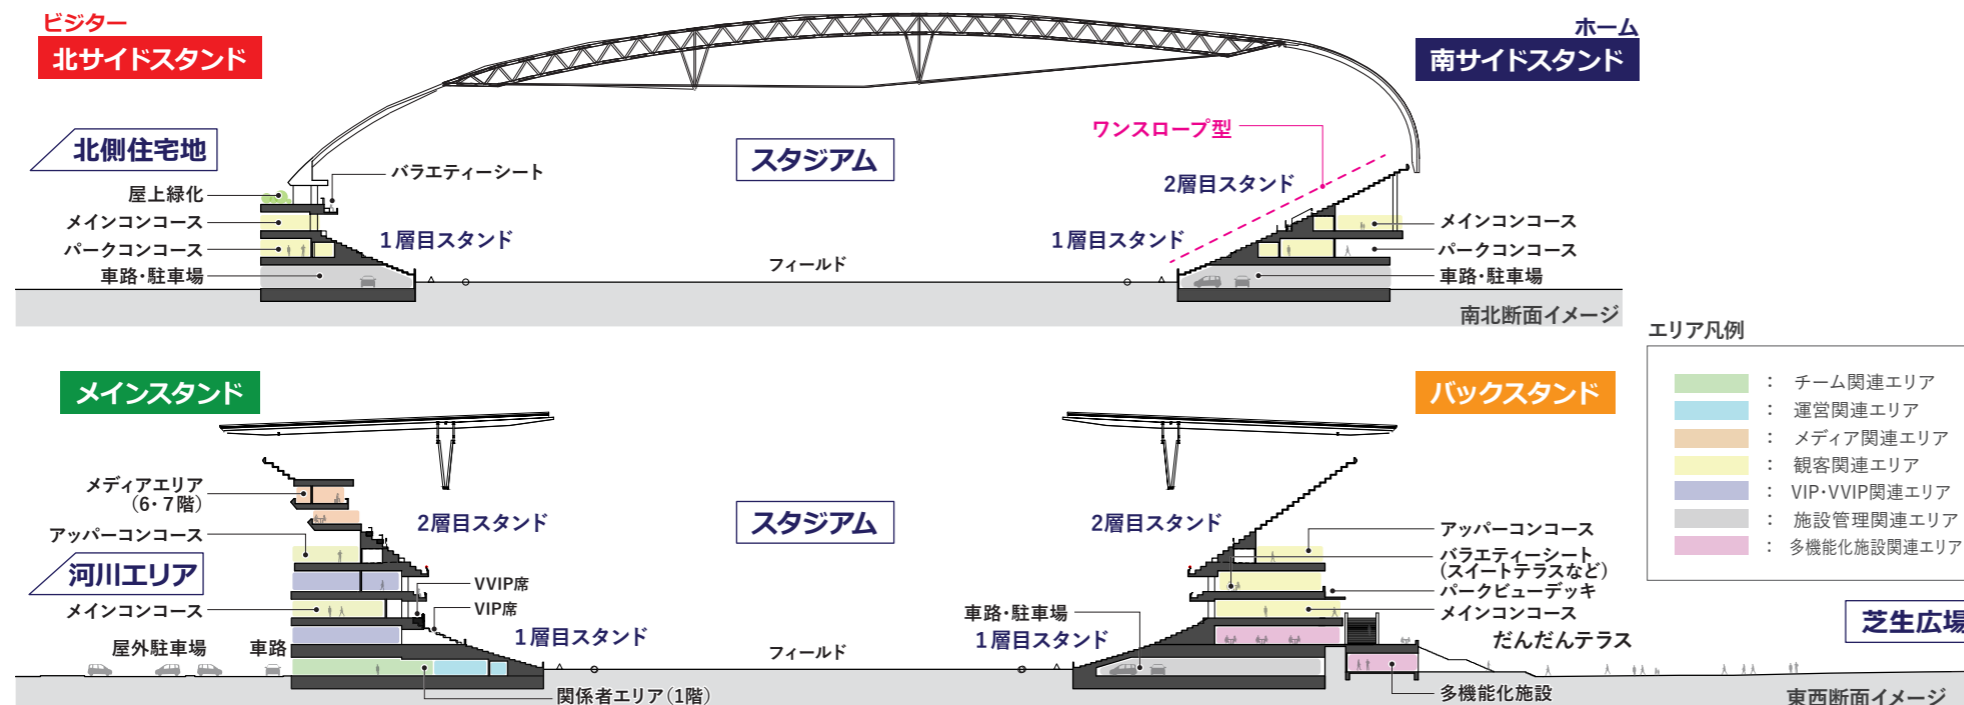 ビジター
北サイドスタンド
ホーム
南サイドスタンド
北側住宅地
スタジアム
ワンスロープ型
バラエティーシート
屋上緑化
メインコンコース
パークコンコース
車路・駐車場
1層目スタンド
フィールド
2層目スタンド
1層目スタンド
メインコンコース
パークコンコース
車路・駐車場
南北断面イメージ
エリア凡例
： チーム関連エリア
： 運営関連エリア
： メディア関連エリア
： 観客関連エリア
： VIP・VVIP関連エリア
： 施設管理関連エリア
： 多機能化施設関連エリア
メインスタンド
バックスタンド
メディアエリア
（6・7階）
アッパーコンコース
河川エリア
メインコンコース
屋外駐車場
車路
2層目スタンド
VVIP席
VIP席
1層目スタンド
関係者エリア（1階）
スタジアム
フィールド
2層目スタンド
車路・駐車場
1層目スタンド
アッパーコンコース
バラエティーシート
（スイートテラスなど）
パークビューデッキ
メインコンコース
だんだんテラス
芝生広場
多機能化施設
東西断面イメージ